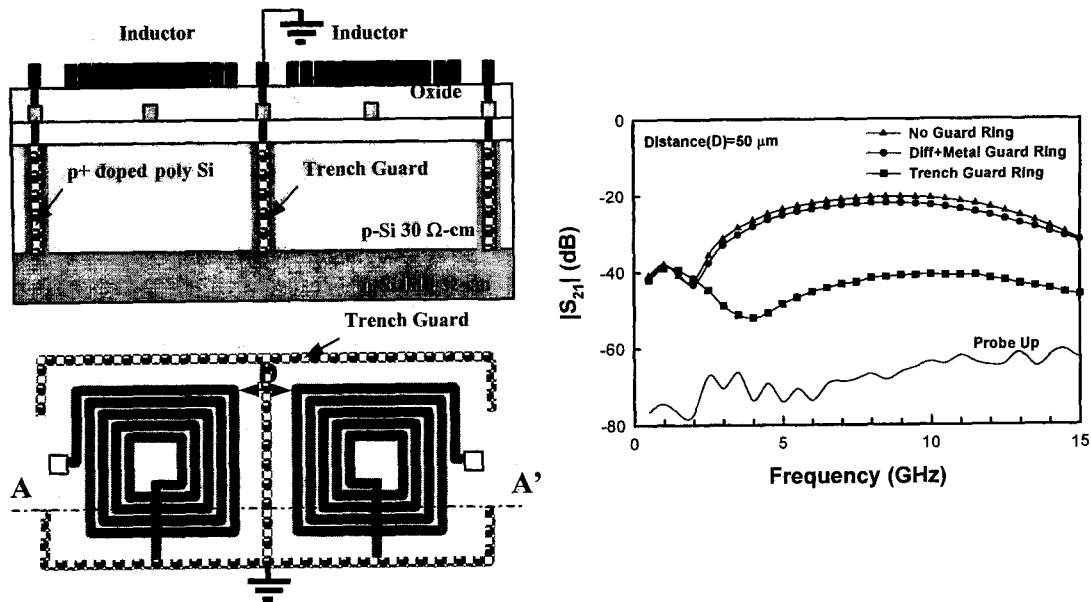 Inductor
Inductor
Oxide
p+ doped poly Si
Trench Guard
p-Si 30 Ω-cm
Trench Guard
D
A
A'
0
-20
-40
-60
-80
|S21| (dB)
Distance(D)=50 μm
No Guard Ring
Diff+Metal Guard Ring
Trench Guard Ring
Probe Up
0
5
10
15
Frequency (GHz)